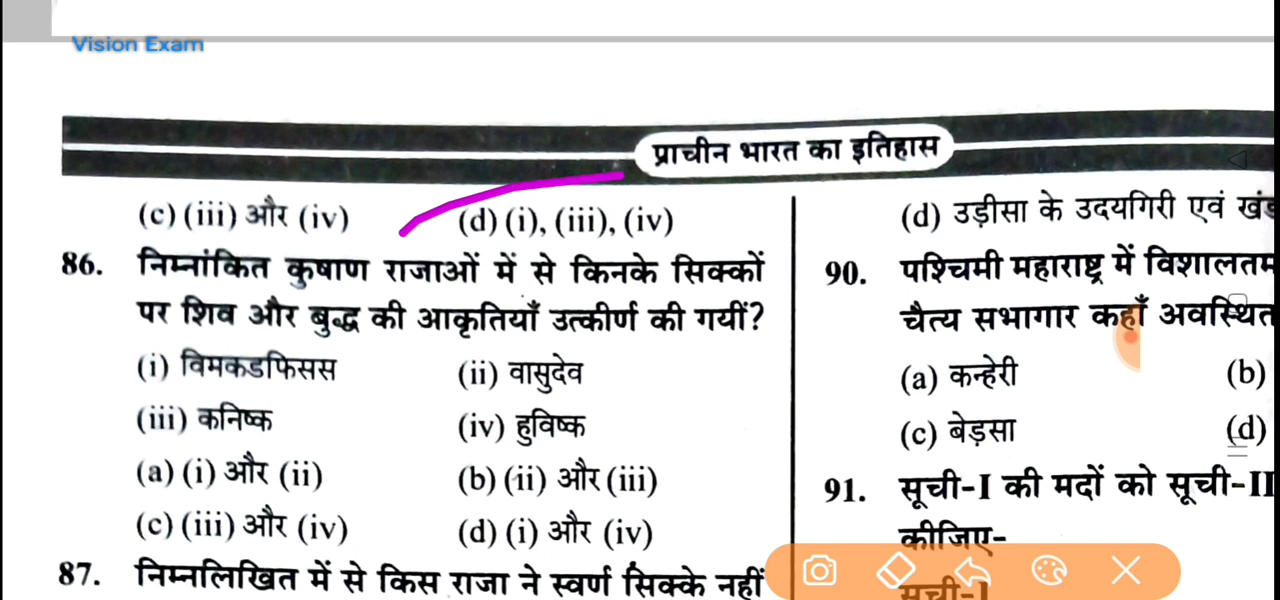 Vision Exam
प्राचीन भारत का इतिहास
(c) (iii) और (iv) (d) (i), (iii), (iv)
86. निम्नांकित कुषाण राजाओं में से किनके सिक्कों
पर शिव और बुद्ध की आकृतियाँ उत्कीर्ण की गयीं?
(i) विमकडफिसस (ii) वासुदेव
(iii) कनिष्क (iv) हुविष्क
(a) (i) और (ii) (b) (ii) और (iii)
(c) (iii) और (iv) (d) (i) और (iv)
87. निम्नलिखित में से किस राजा ने स्वर्ण सिक्के नहीं
(d) उड़ीसा के उदयगिरी एवं
90. पश्चिमी महाराष्ट्र में विशालतम
चैत्य सभागार कहाँ अवस्थित
(a) कन्हेरी (b)
(c) बेड़सा (d)
91. सूची-I की मदों को सूची-II
कीजिए-
सूची-I